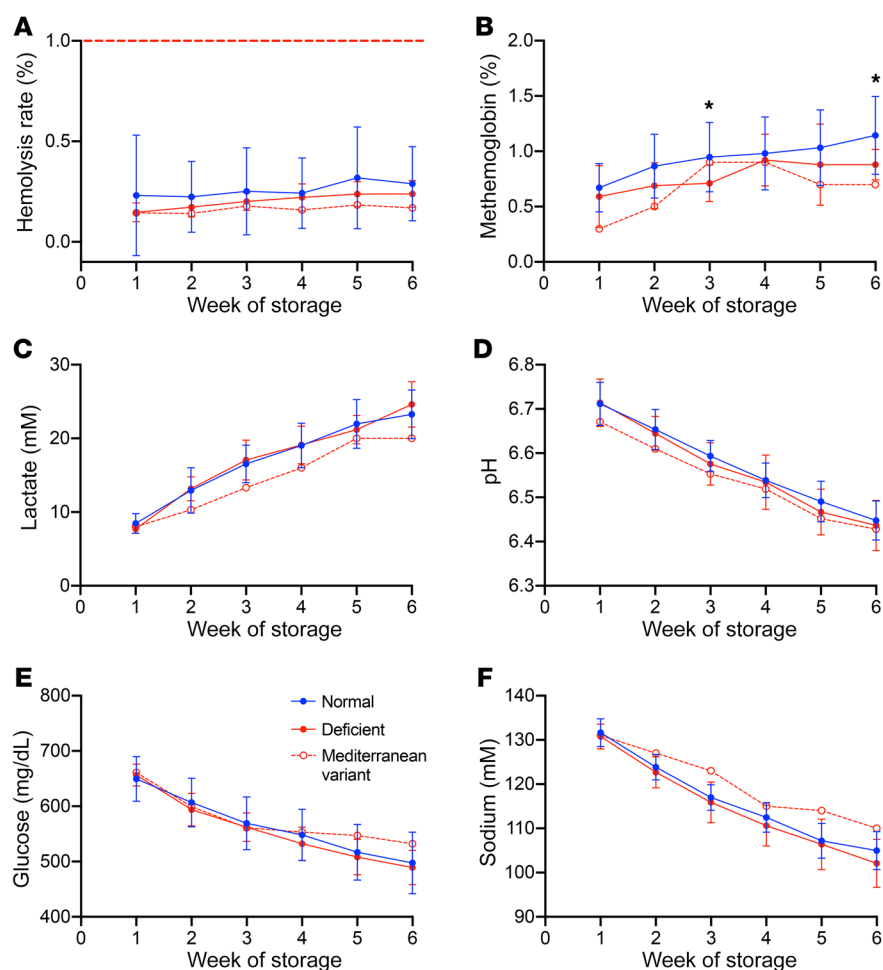 A
Hemolysis rate (%)
1.0
0.5
0.0
0 1 2 3 4 5 6
Week of storage
B
Methemoglobin (%)
2.0
1.5
1.0
0.5
0.0
*
*
0 1 2 3 4 5 6
Week of storage
C
Lactate (mM)
30
20
10
0
0 1 2 3 4 5 6
Week of storage
D
pH
6.8
6.7
6.6
6.5
6.4
6.3
0 1 2 3 4 5 6
Week of storage
E
Glucose (mg/dL)
800
700
600
500
400
Normal
Deficient
Mediterranean
variant
0 1 2 3 4 5 6
Week of storage
F
Sodium (mM)
140
130
120
110
100
90
0 1 2 3 4 5 6
Week of storage